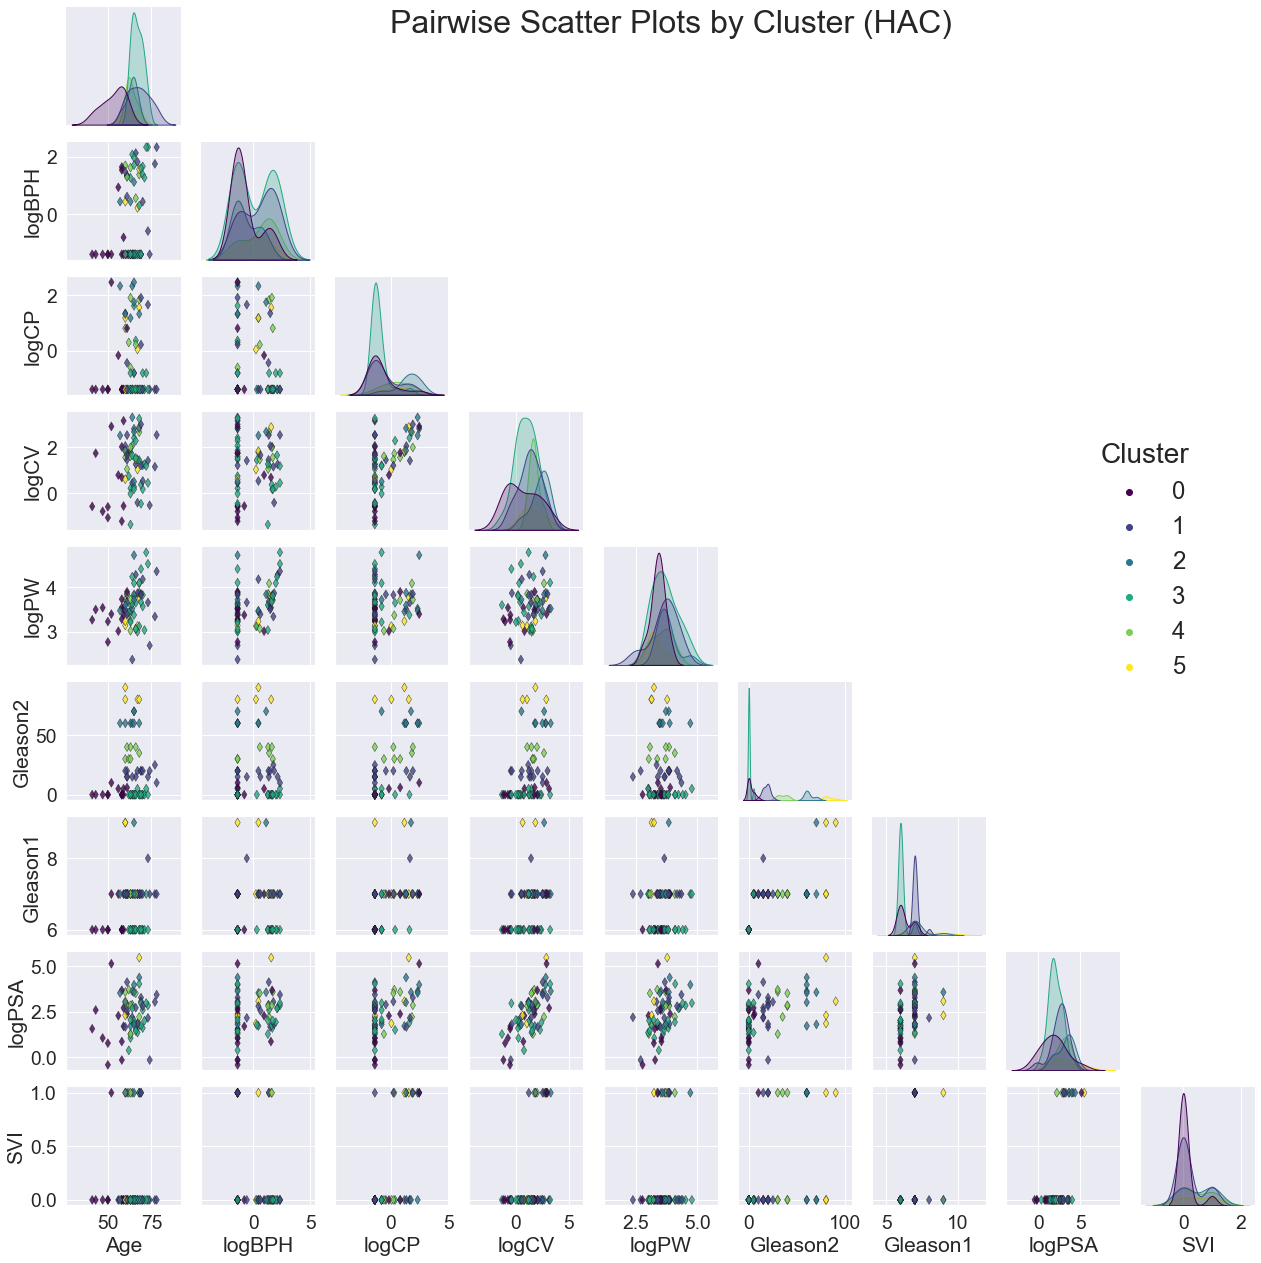 Pairwise Scatter Plots by Cluster (HAC)
2
0
logBPH
2
0
logCP
2
0
logCV
4
3
logPW
50
0
Gleason2
8
6
Gleason1
5.0
2.5
0.0
logPSA
1.0
0.5
0.0
SVI
50 75
Age
0 5
logBPH
0 5
logCP
0 5
logCV
2.5 5.0
logPW
0 100
Gleason2
5 10
Gleason1
0 5
logPSA
0 2
SVI
Cluster
0
1
2
3
4
5